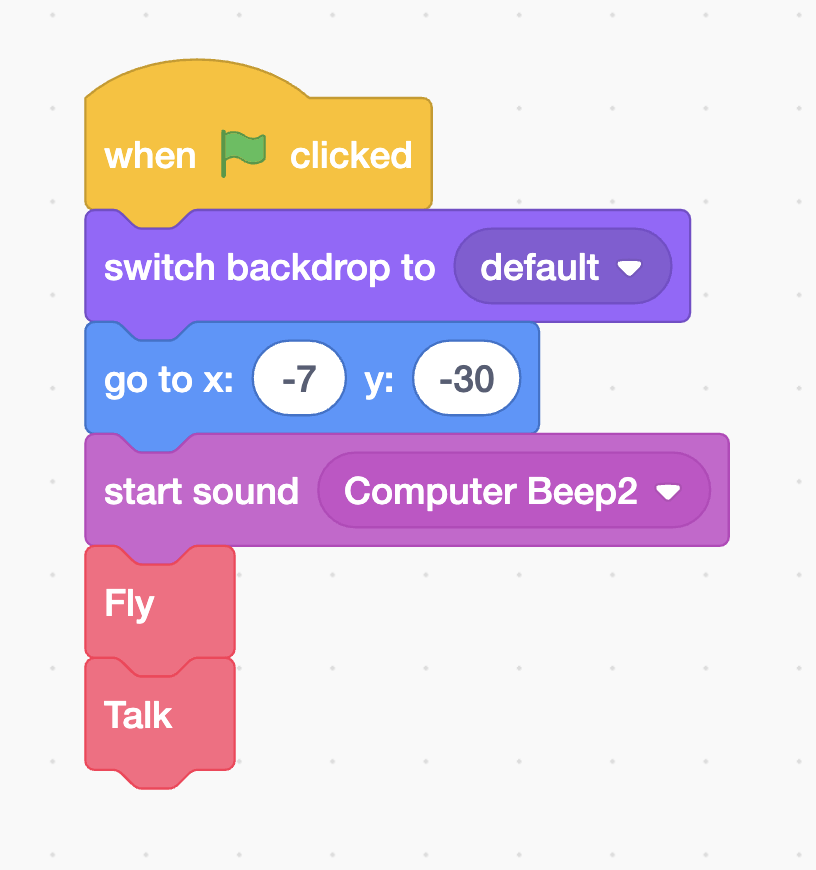 when clicked
switch backdrop to default
go to x: -7 y: -30
start sound Computer Beep2
Fly
Talk